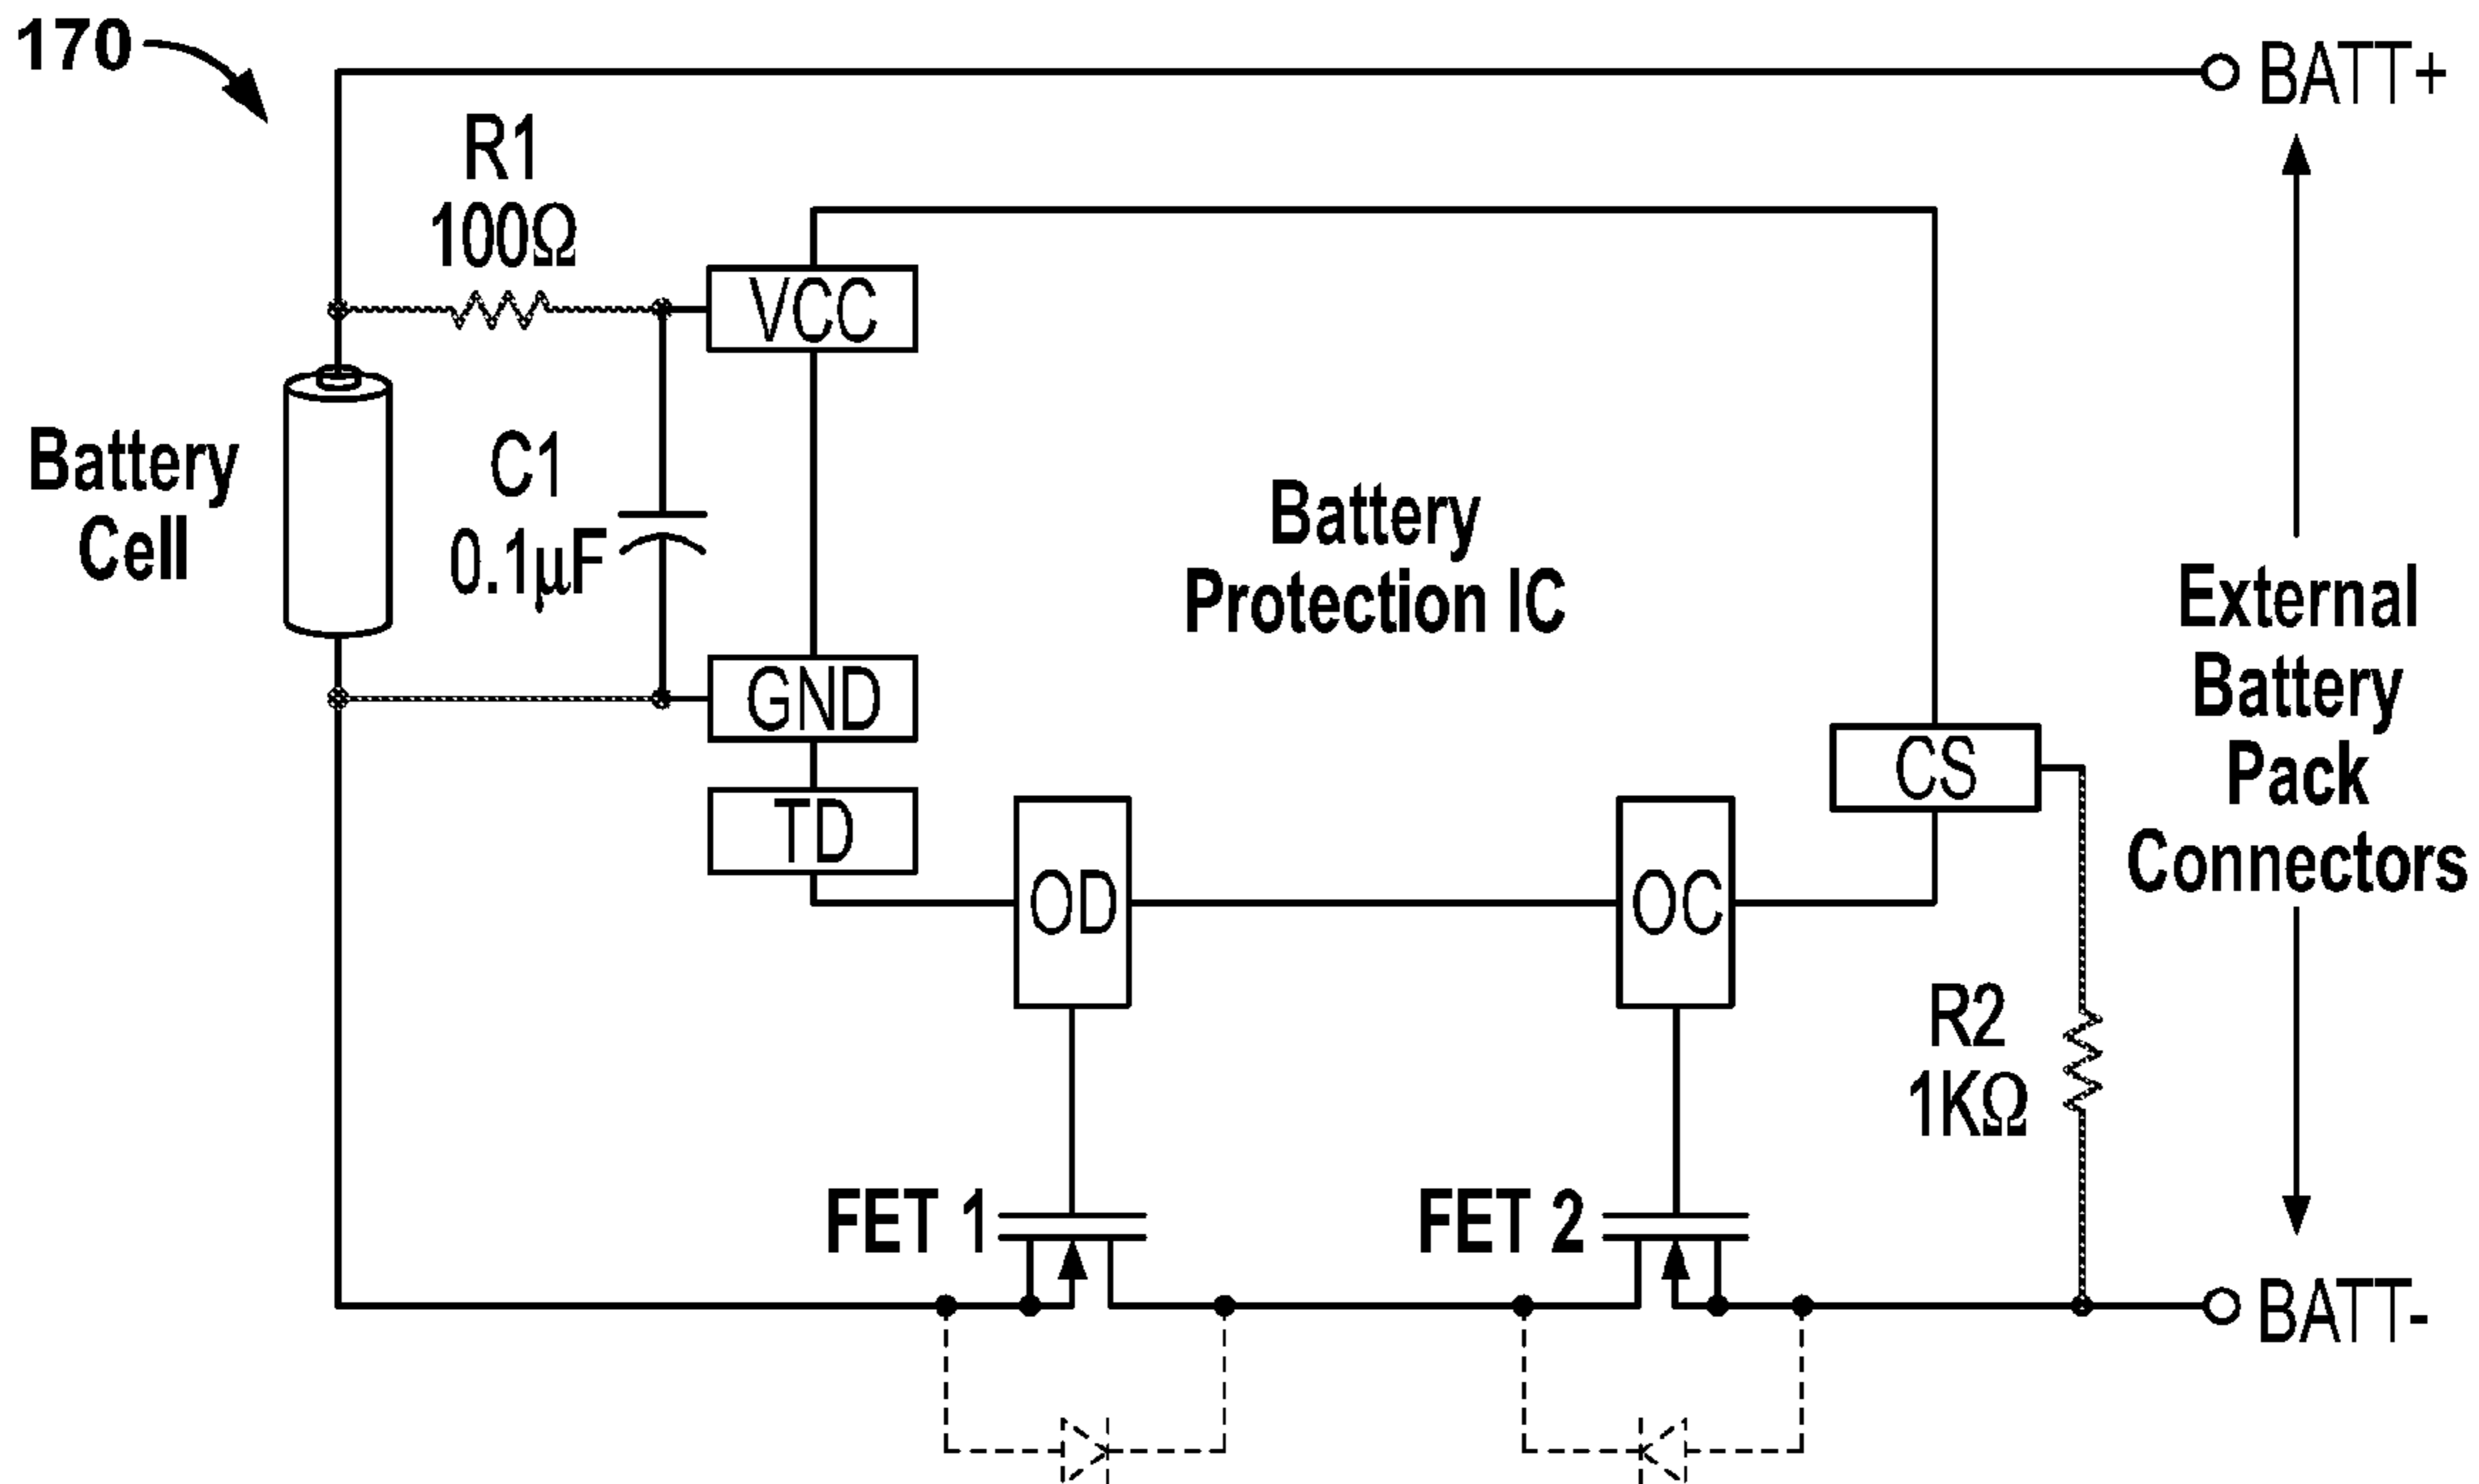 170
BATT+
R1
100Ω
VCC
Battery
Cell
C1
0.1μF
Battery
Protection IC
External
Battery
Pack
Connectors
GND
CS
TD
OD
OC
R2
1KΩ
FET 1
FET 2
BATT-